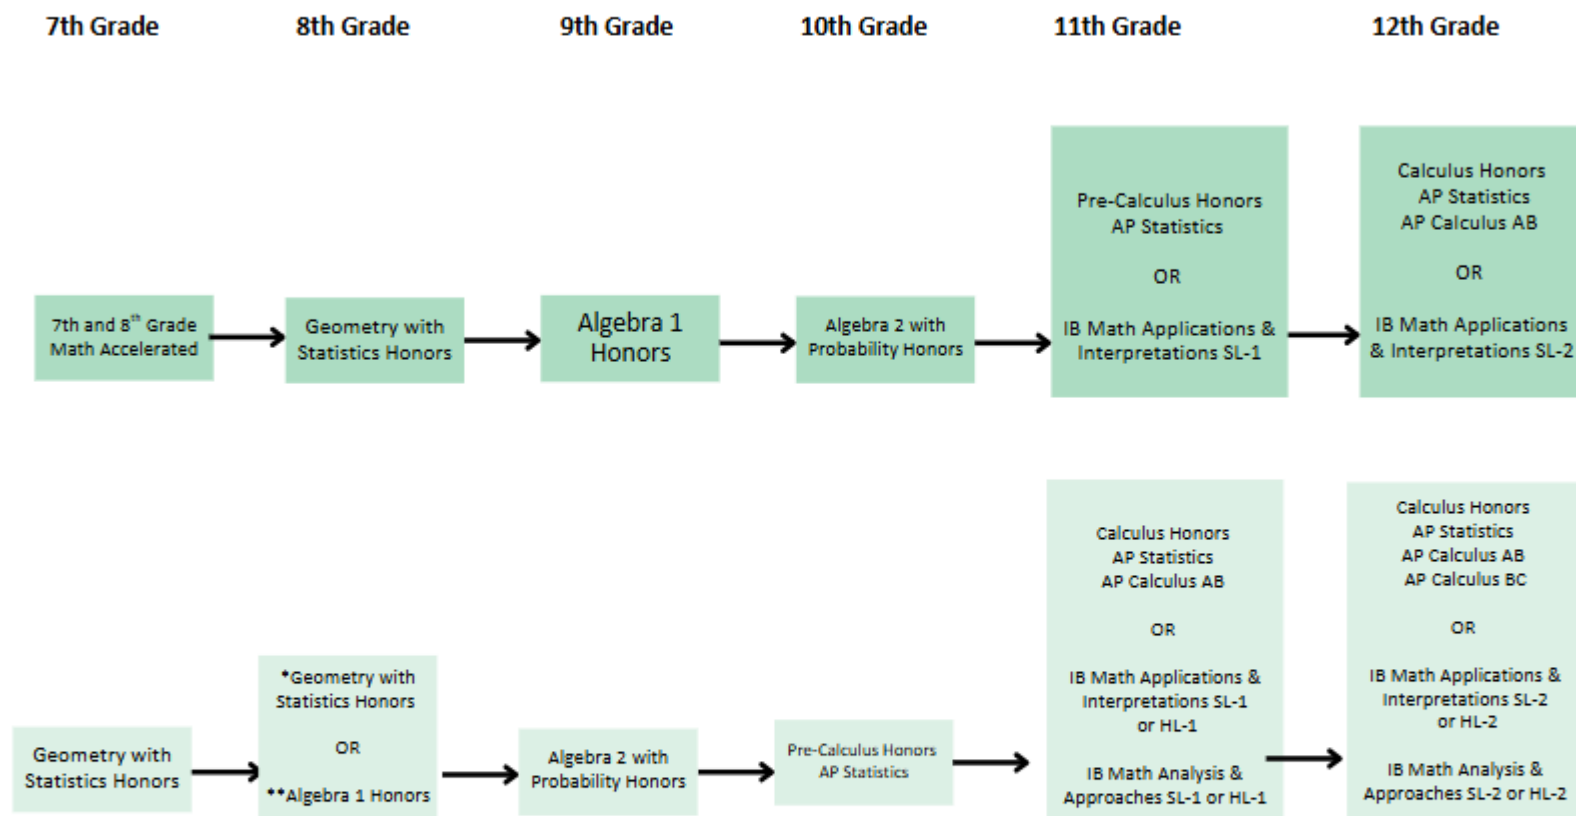 7th Grade
8th Grade
9th Grade
10th Grade
11th Grade
12th Grade
7th and 8th Grade
Math Accelerated
Geometry with
Statistics Honors
Algebra 1
Honors
Algebra 2 with
Probability Honors
Pre-Calculus Honors
AP Statistics
OR
IB Math Applications &
Interpretations SL-1
Calculus Honors
AP Statistics
AP Calculus AB
OR
IB Math Applications
& Interpretations SL-2
Geometry with
Statistics Honors
*Geometry with
Statistics Honors
OR
**Algebra 1 Honors
Algebra 2 with
Probability Honors
Pre-Calculus Honors
AP Statistics
Calculus Honors
AP Statistics
AP Calculus AB
OR
IB Math Applications &
Interpretations SL-1
or HL-1
IB Math Analysis &
Approaches SL-1 or HL-1
Calculus Honors
AP Statistics
AP Calculus AB
AP Calculus BC
OR
IB Math Applications &
Interpretations SL-2
or HL-2
IB Math Analysis &
Approaches SL-2 or HL-2